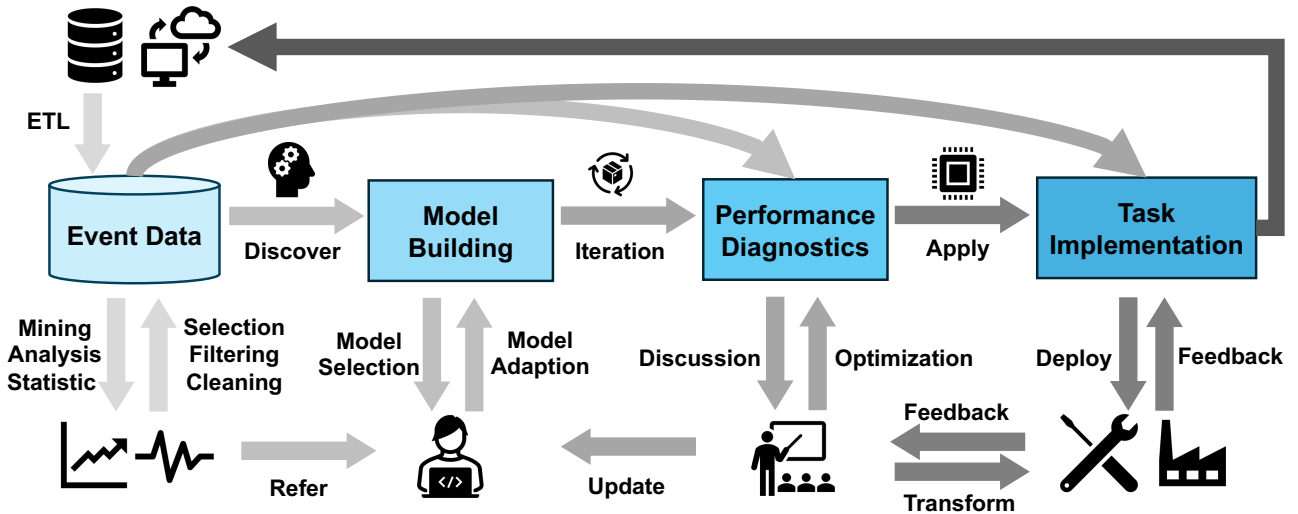 ETL
Event Data
Discover
Model
Building
Iteration
Performance
Diagnostics
Apply
Task
Implementation
Mining
Analysis
Statistic
Selection
Filtering
Cleaning
Model
Selection
Model
Adaption
Discussion
Optimization
Deploy
Feedback
Refer
</>
Update
Feedback
Transform